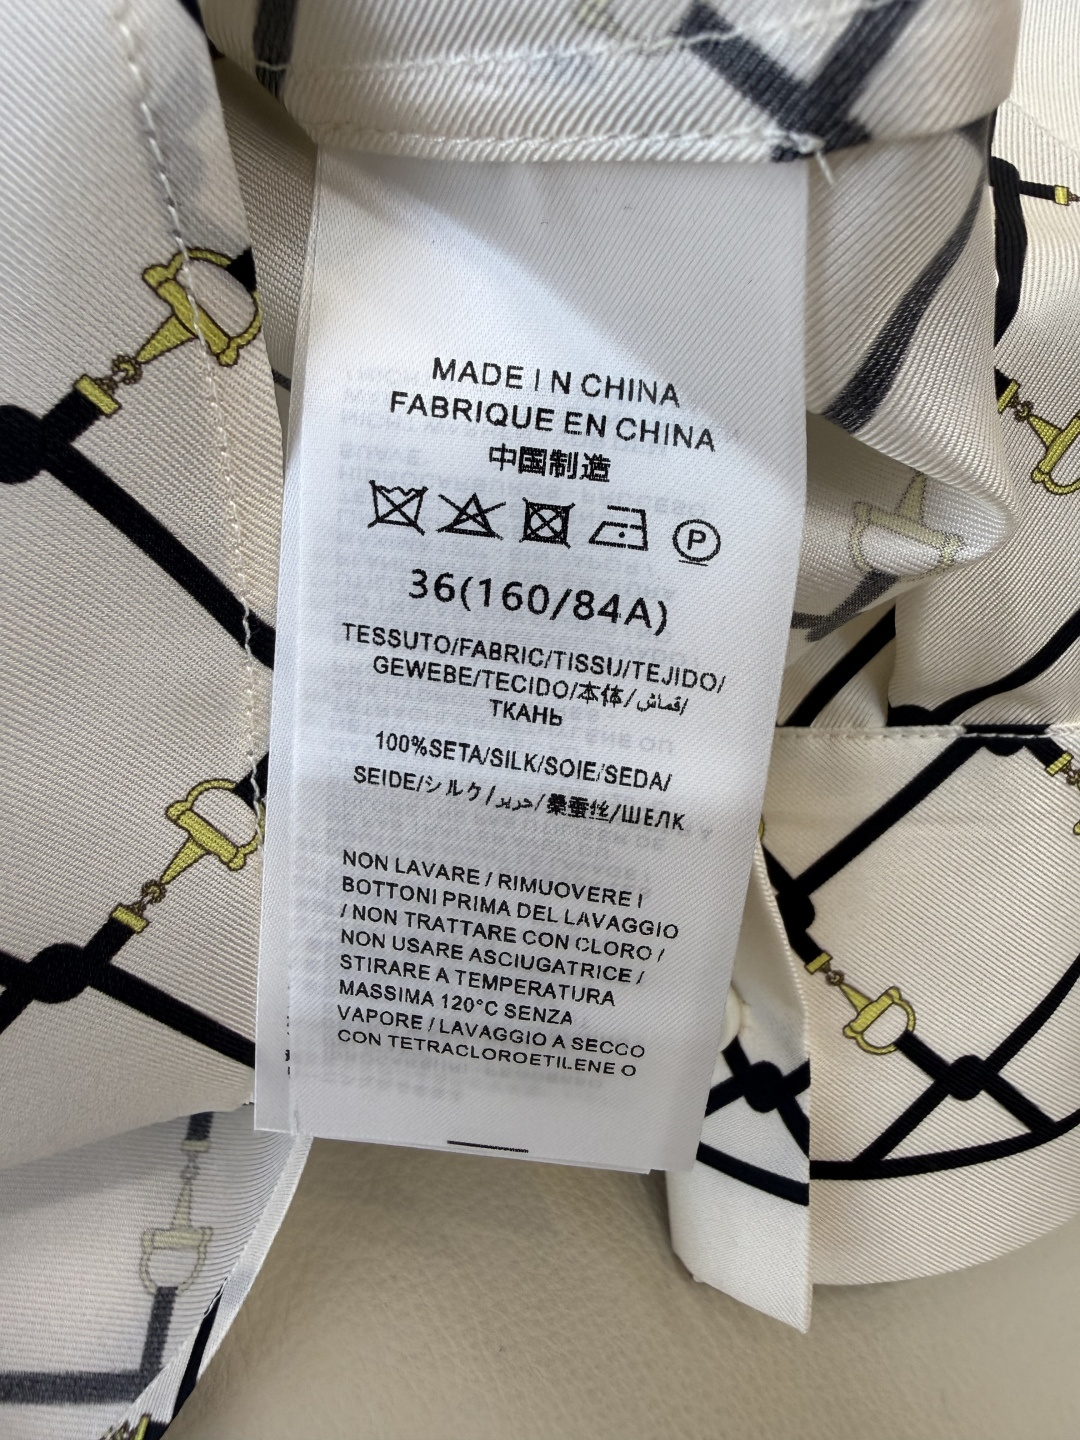 MADE IN CHINA
FABRIQUE EN CHINA
中国制造
P
36(160/84A)
TESSUTO/FABRIC/TISSU/TEJIDO/
GEWEBE/TECIDO/本体/قماش/
ТКАНЬ
100%SETA/SILK/SOIE/SEDA/
SEIDE/シルク/حرير/桑蚕丝/ШЕЛК
NON LAVARE / RIMUOVERE I
BOTTONI PRIMA DEL LAVAGGIO
/ NON TRATTARE CON CLORO /
NON USARE ASCIUGATRICE /
STIRARE A TEMPERATURA
MASSIMA 120°C SENZA
VAPORE / LAVAGGIO A SECCO
CON TETRACLOROETILENE O